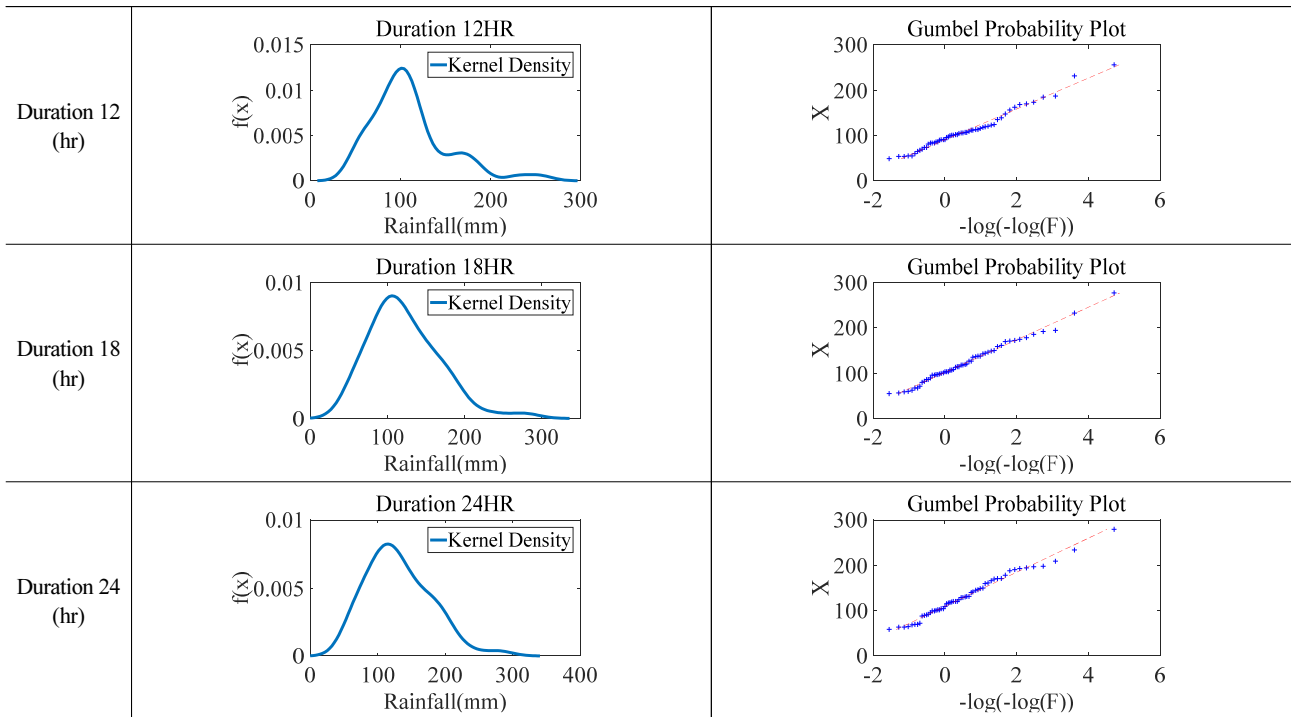 Duration 12
(hr)
Duration 12HR
0.015
0.01
0.005
0
f(x)
Kernel Density
0 100 200 300
Rainfall(mm)
Gumbel Probability Plot
300
200
100
0
X
-2 0 2 4 6
-log(-log(F))
Duration 18
(hr)
Duration 18HR
0.01
0.005
0
f(x)
Kernel Density
0 100 200 300
Rainfall(mm)
Gumbel Probability Plot
300
200
100
0
X
-2 0 2 4 6
-log(-log(F))
Duration 24
(hr)
Duration 24HR
0.01
0.005
0
f(x)
Kernel Density
0 100 200 300 400
Rainfall(mm)
Gumbel Probability Plot
300
200
100
0
X
-2 0 2 4 6
-log(-log(F))